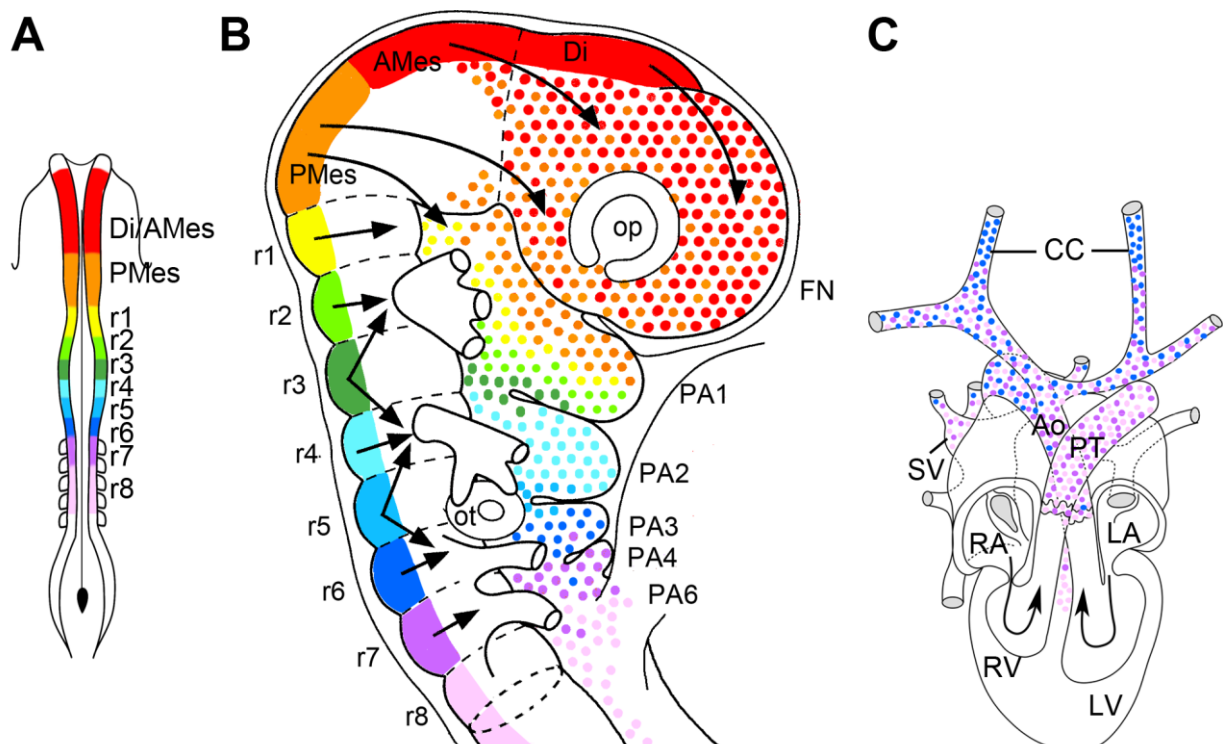 A
Di/AMes
PMes
r1
r2
r3
r4
r5
r6
r7
r8
B
AMes
Di
PMes
op
r1
FN
r2
r3
PA1
r4
PA2
ot
r5
PA3
PA4
r6
PA6
r7
r8
C
CC
Ao
PT
SV
RA
LA
RV
LV